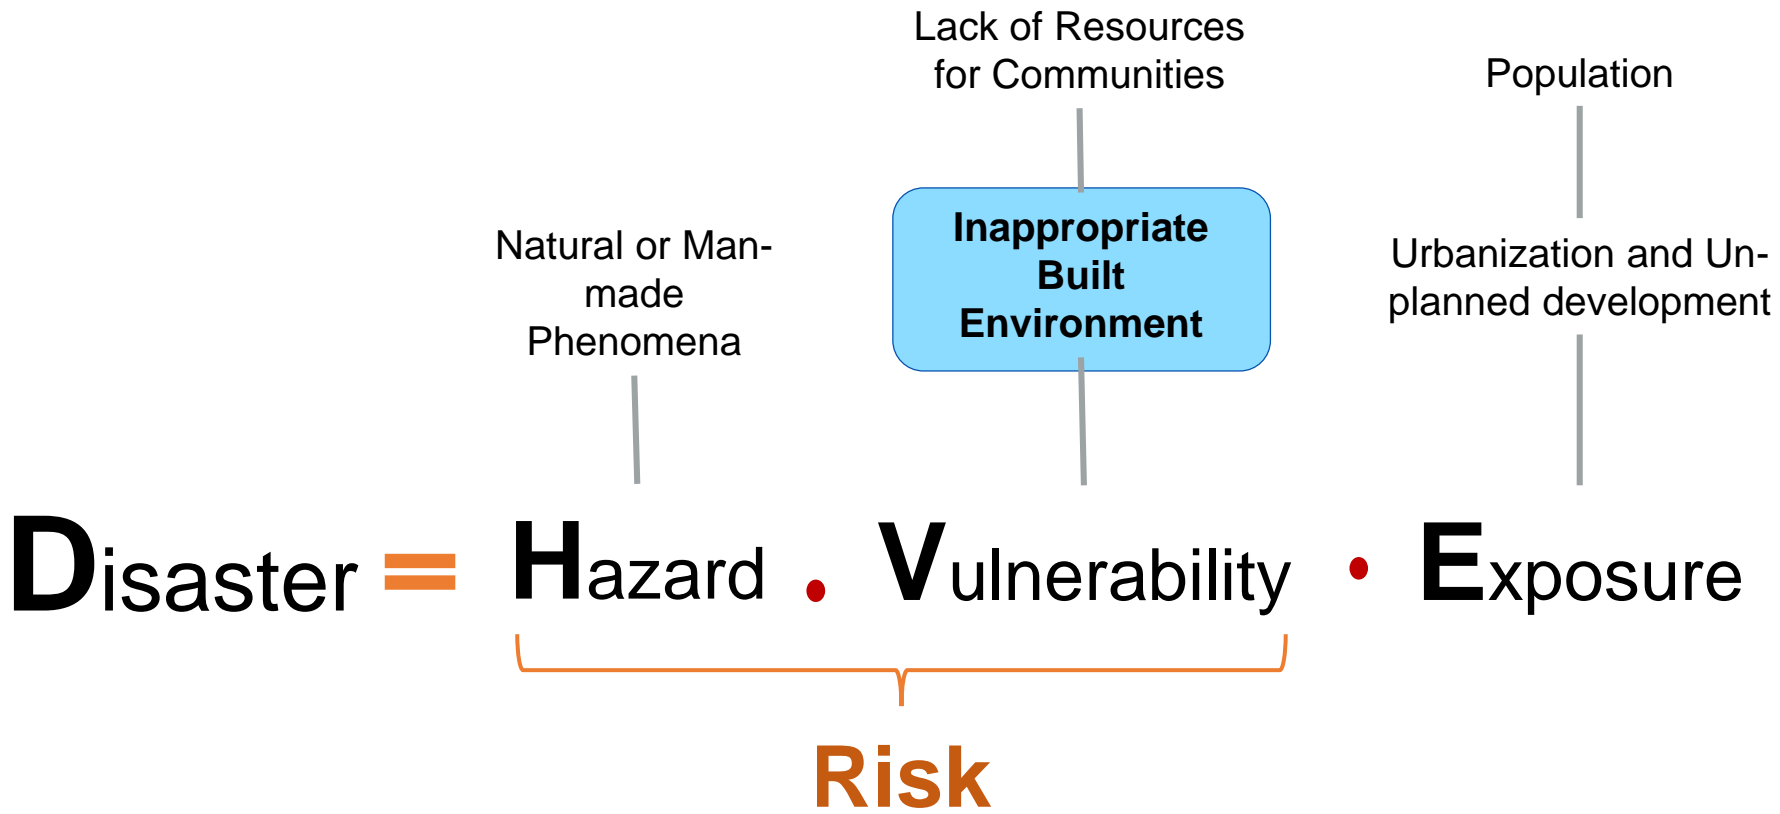 Lack of Resources
for Communities
Population
Natural or Man-
made
Phenomena
Inappropriate
Built
Environment
Urbanization and Un-
planned development
Disaster = Hazard . Vulnerability · Exposure
Risk